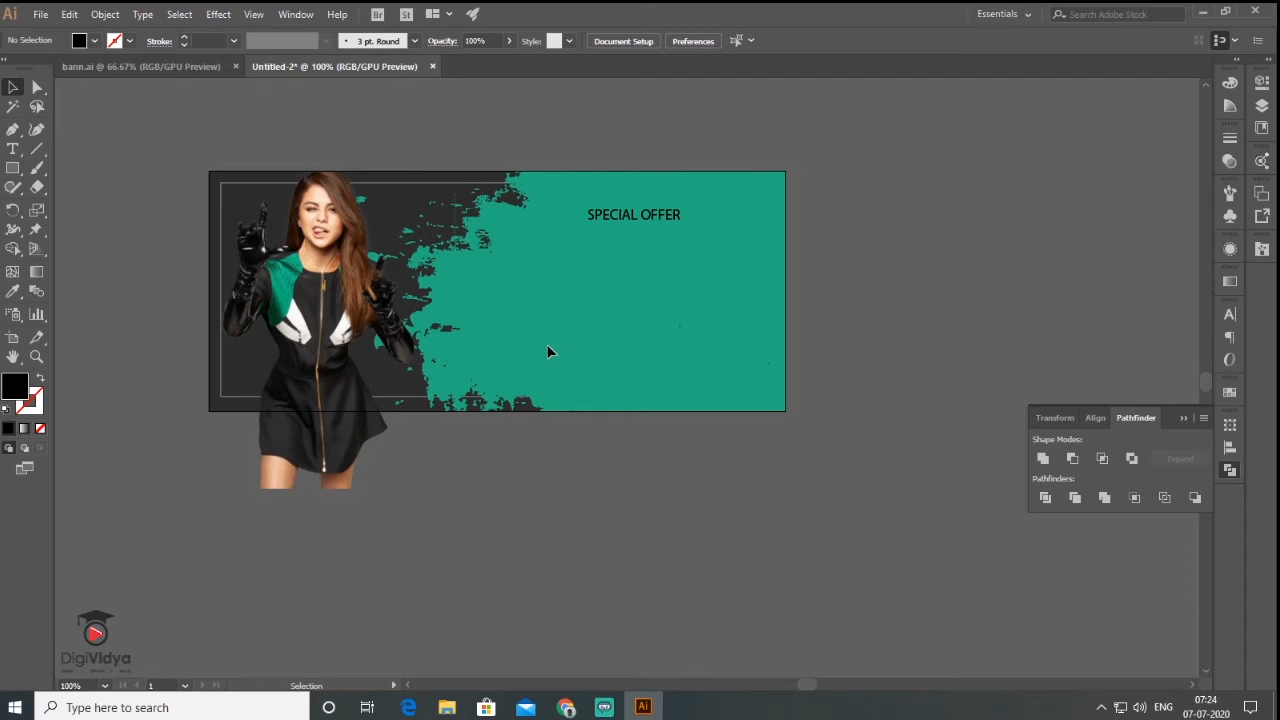 Ai File Edit Object Type Select Effect View Window Help Br St Essentials Search Adobe Stock
No Selection Stroke: 3 pt. Round Opacity: 100% Style: Document Setup Preferences
bann.ai @ 66.67% (RGB/GPU Preview) × Untitled-2* @ 100% (RGB/GPU Preview) ×
SPECIAL OFFER
Transform Align Pathfinder
Shape Modes:
Expand
Pathfinders:
DigiVidya
100% 1 Selection
Type here to search Ai ENG 07:24
07-07-2020